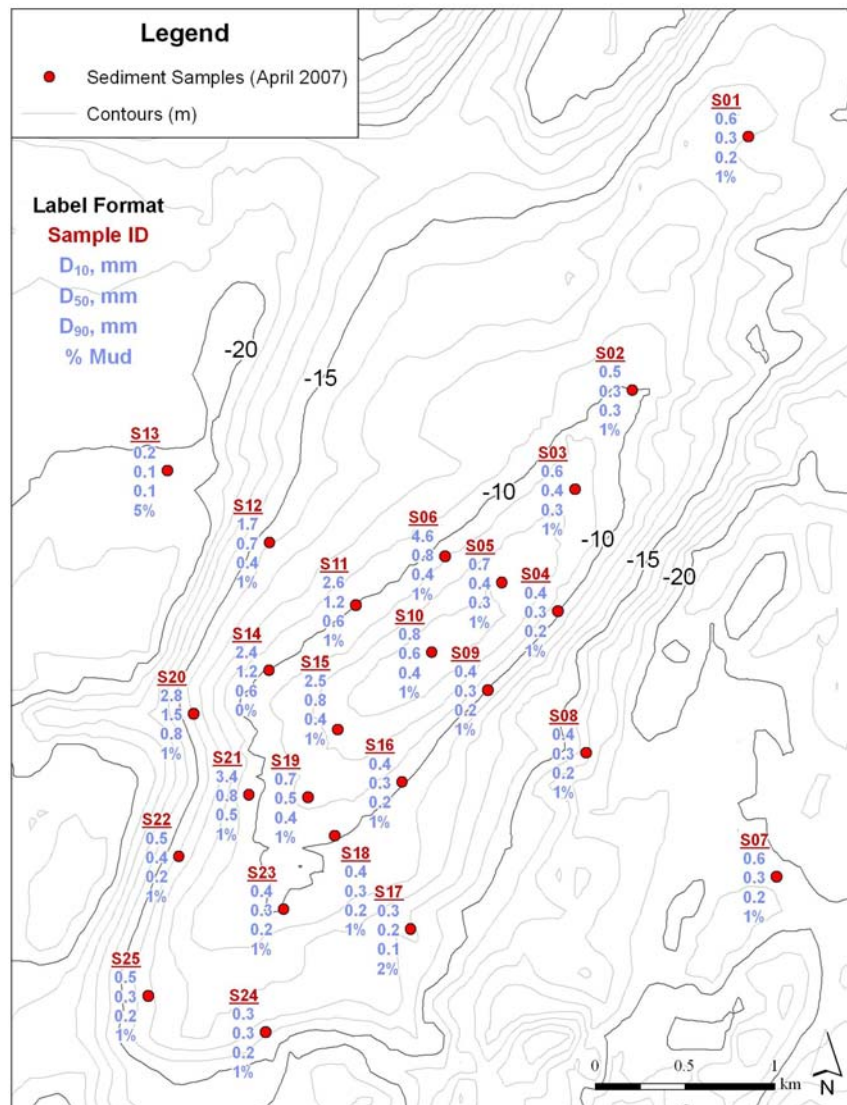 Legend
Sediment Samples (April 2007)
Contours (m)
Label Format
Sample ID
D₁₀, mm
D₅₀, mm
D₉₀, mm
% Mud
S01
0.6
0.3
0.2
1%
-20
-15
S02
0.5
0.3
0.3
1%
S13
0.2
0.1
0.1
5%
S03
0.6
0.4
0.3
1%
-10
S12
1.7
0.7
0.4
1%
S06
4.6
0.8
0.4
1%
S05
0.7
0.4
0.3
1%
-10
-15
-20
S11
2.6
1.2
0.6
1%
S04
0.4
0.3
0.2
1%
S10
0.8
0.6
0.4
1%
S14
2.4
1.2
0.6
0%
S15
2.5
0.8
0.4
1%
S09
0.4
0.3
0.2
1%
S20
2.8
1.5
0.8
1%
S08
0.4
0.3
0.2
1%
S21
3.4
0.8
0.5
1%
S19
0.7
0.5
0.4
1%
S16
0.4
0.3
0.2
1%
S22
0.5
0.4
0.2
1%
S07
0.6
0.3
0.2
1%
S18
0.4
0.3
0.2
1%
S23
0.4
0.3
0.2
1%
S17
0.3
0.2
0.1
2%
S25
0.5
0.3
0.2
1%
S24
0.3
0.3
0.2
1%
0 0.5 1
km
N